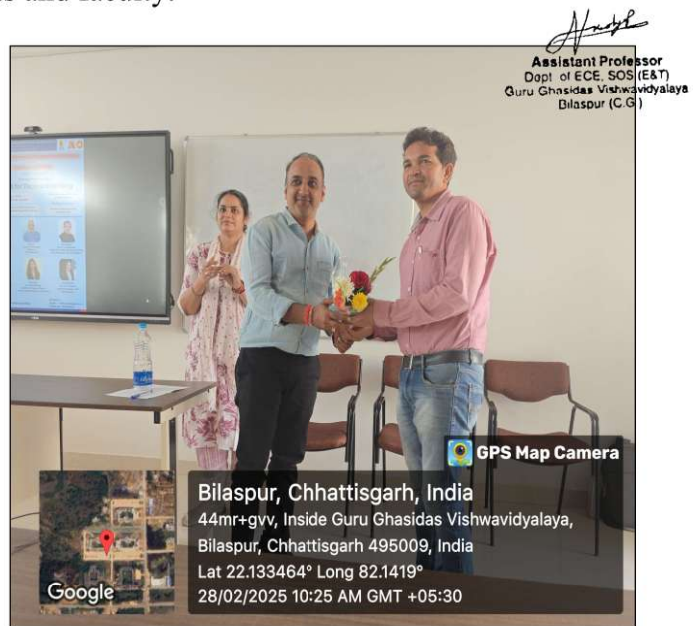 and faculty.
Assistant Professor
Dept of ECE, SOS (E&T)
Guru Ghasidas Vishwavidyalaya
Bilaspur (C.G)
GPS Map Camera
Bilaspur, Chhattisgarh, India
44mr+gvv, Inside Guru Ghasidas Vishwavidyalaya,
Bilaspur, Chhattisgarh 495009, India
Lat 22.133464° Long 82.1419°
28/02/2025 10:25 AM GMT +05:30
Google